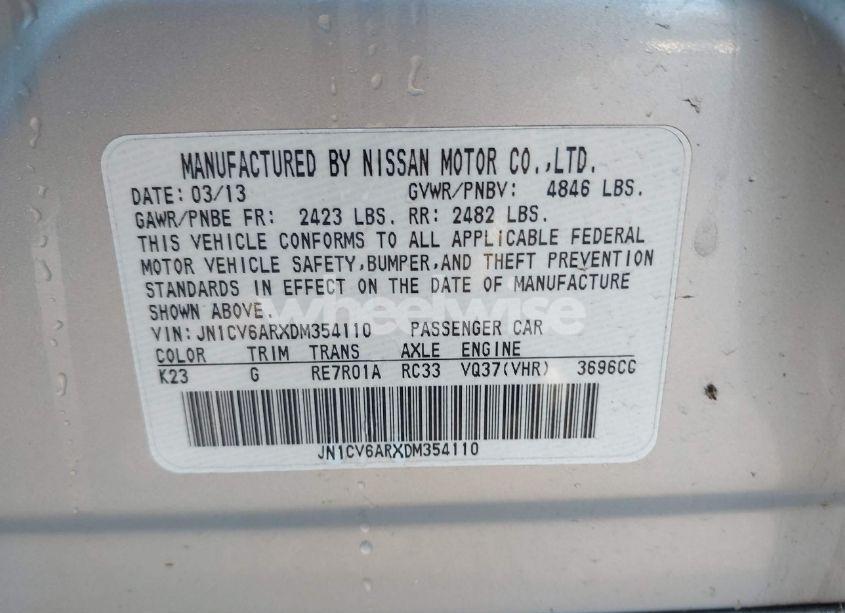 MANUFACTURED BY NISSAN MOTOR CO.,LTD.
DATE: 03/13 GVWR/PNBV: 4846 LBS.
GAWR/PNBE FR: 2423 LBS. RR: 2482 LBS.
THIS VEHICLE CONFORMS TO ALL APPLICABLE FEDERAL
MOTOR VEHICLE SAFETY,BUMPER,AND THEFT PREVENTION
STANDARDS IN EFFECT ON THE DATE OF MANUFACTURE
SHOWN ABOVE.
wheelwise
VIN:JN1CV6ARXDM354110 PASSENGER CAR
COLOR TRIM TRANS AXLE ENGINE
K23 G RE7R01A RC33 VQ37(VHR) 3696CC
JN1CV6ARXDM354110